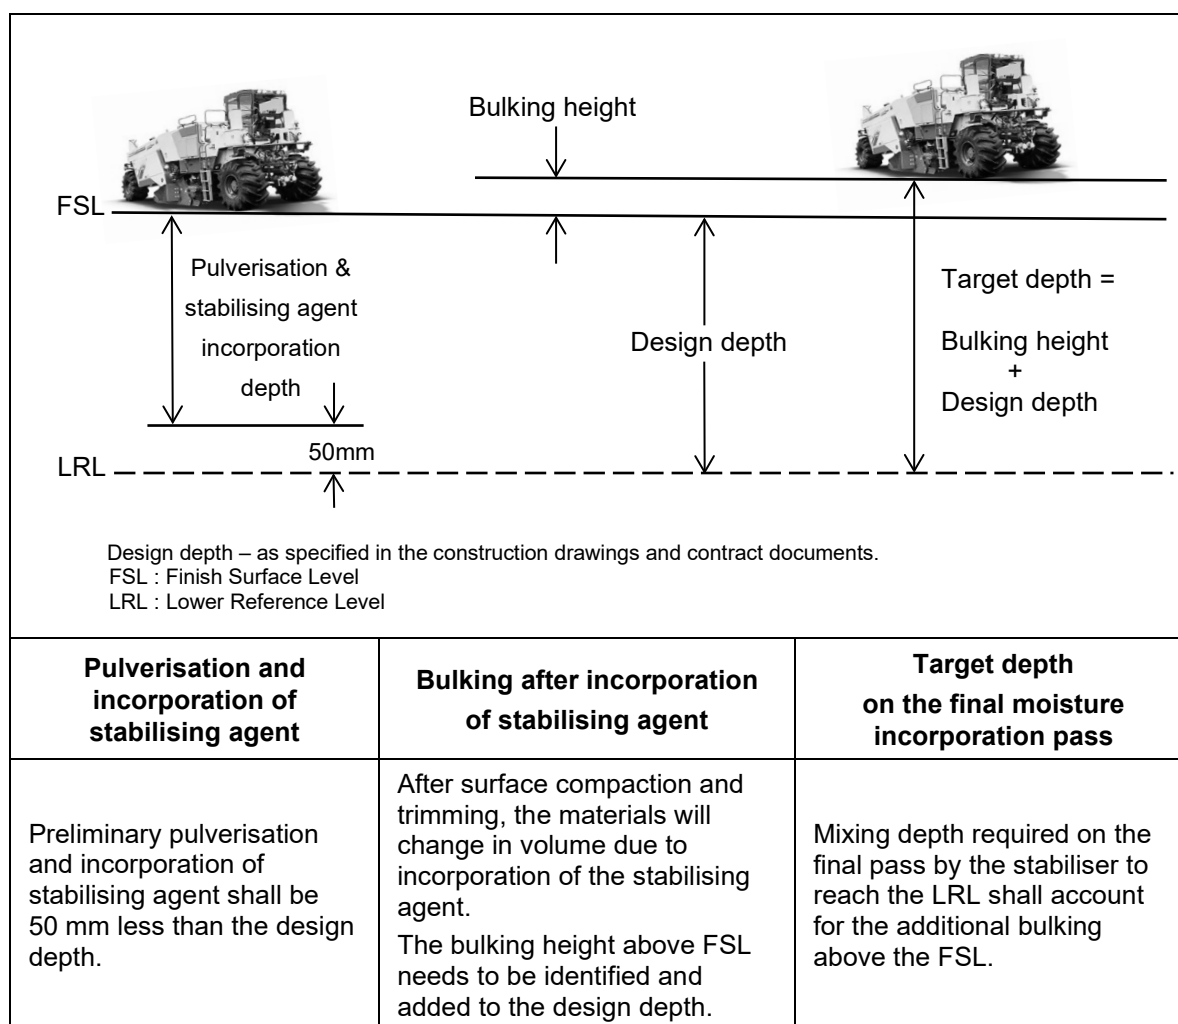 Bulking height
FSL
Pulverisation &
stabilising agent
incorporation
depth
Design depth
Target depth =
Bulking height
+
Design depth
50mm
LRL
Design depth – as specified in the construction drawings and contract documents.
FSL : Finish Surface Level
LRL : Lower Reference Level
Pulverisation and
incorporation of
stabilising agent
Bulking after incorporation
of stabilising agent
Target depth
on the final moisture
incorporation pass
Preliminary pulverisation
and incorporation of
stabilising agent shall be
50 mm less than the design
depth.
After surface compaction and
trimming, the materials will
change in volume due to
incorporation of the stabilising
agent.
The bulking height above FSL
needs to be identified and
added to the design depth.
Mixing depth required on the
final pass by the stabiliser to
reach the LRL shall account
for the additional bulking
above the FSL.